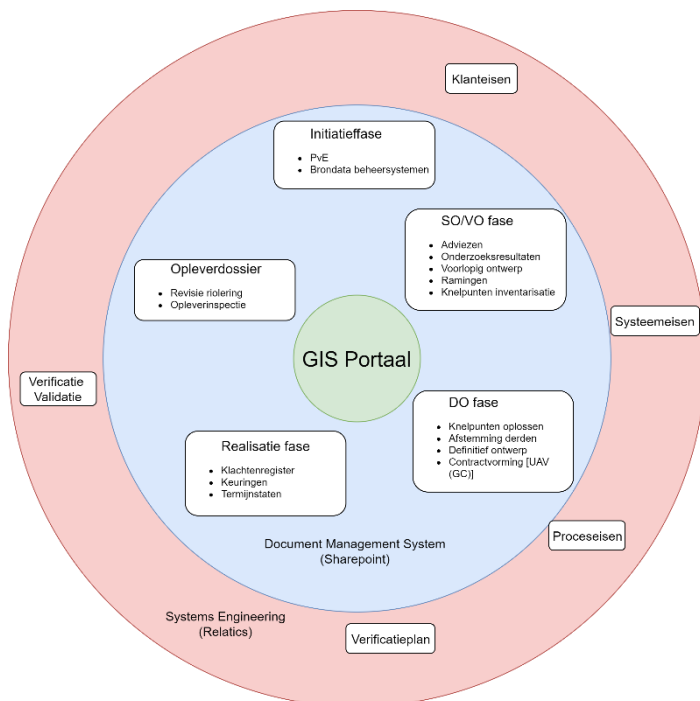 Klanteisen
Initiatieffase
PvE
Brondata beheersystemen
SO/VO fase
Adviezen
Onderzoeksresultaten
Voorlopig ontwerp
Ramingen
Knelpunten inventarisatie
Opleverdossier
Revisie riolering
Opleverinspectie
Systeemeisen
GIS Portaal
Verificatie
Validatie
DO fase
Knelpunten oplossen
Afstemming derden
Definitief ontwerp
Contractvorming [UAV
(GC)]
Realisatie fase
Klachtenregister
Keuringen
Termijnstaten
Proceseisen
Document Management System
(Sharepoint)
Systems Engineering
(Relatics)
Verificatieplan